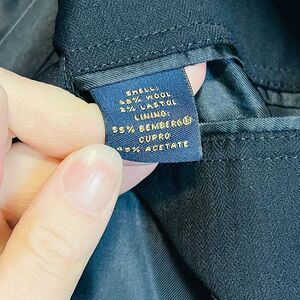 SHELL:
98% WOOL
2% LASTOL
LINING:
55% BEMBERG®
CUPRO
45% ACETATE